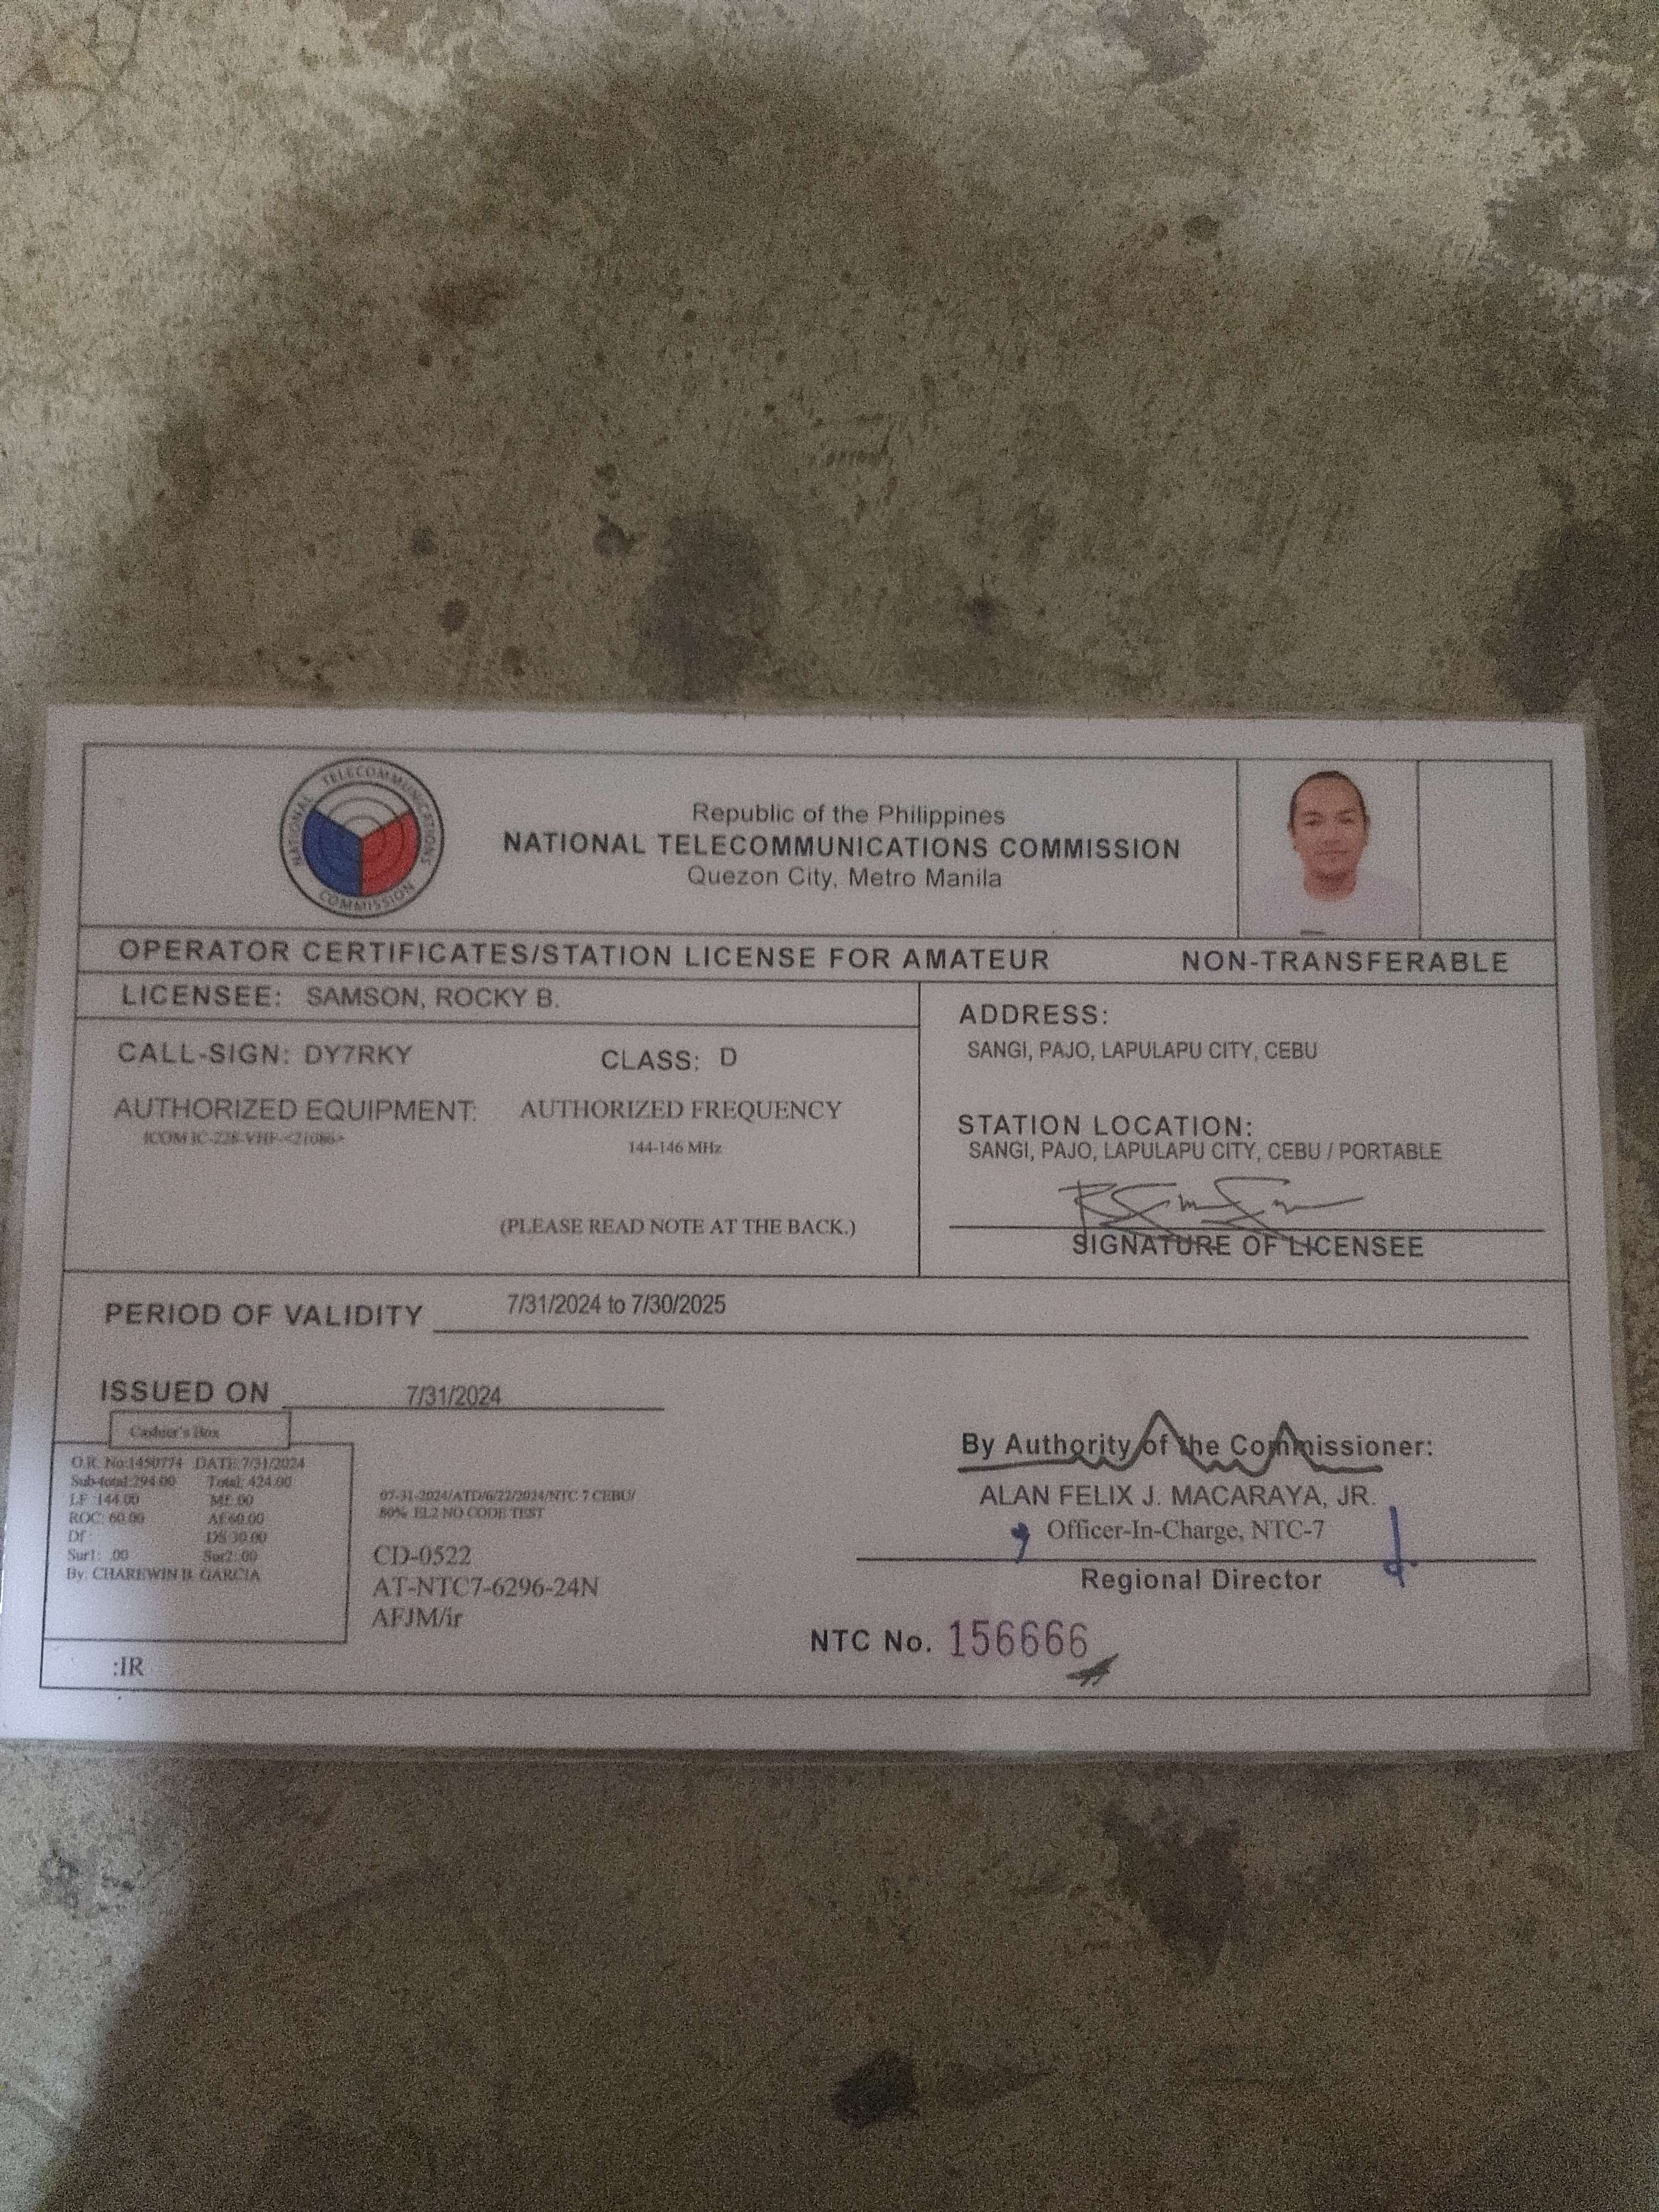 NATIONAL TELECOMMUNICATIONS COMMISSION
Republic of the Philippines
NATIONAL TELECOMMUNICATIONS COMMISSION
Quezon City, Metro Manila
OPERATOR CERTIFICATES/STATION LICENSE FOR AMATEUR NON-TRANSFERABLE
LICENSEE: SAMSON, ROCKY B.
CALL-SIGN: DY7RKY CLASS: D
AUTHORIZED EQUIPMENT: AUTHORIZED FREQUENCY
ICOM IC-228-VHF-<21086> 144-146 MHz
(PLEASE READ NOTE AT THE BACK.)
ADDRESS:
SANGI, PAJO, LAPULAPU CITY, CEBU
STATION LOCATION:
SANGI, PAJO, LAPULAPU CITY, CEBU / PORTABLE
SIGNATURE OF LICENSEE
PERIOD OF VALIDITY 7/31/2024 to 7/30/2025
ISSUED ON 7/31/2024
Cashier's Box
O.R. No:1450774 DATE:7/31/2024
Sub-total:294.00 Total: 424.00
LF :144.00 MF.00
ROC: 60.00 AF60.00
Df : DS 30.00
Sur1: .00 Sur2:.00
By: CHAREWIN B. GARCIA
:IR
07-31-2024/ATD/6/22/2024/NTC 7 CEBU/
80% EL2 NO CODE TEST
CD-0522
AT-NTC7-6296-24N
AFJM/ir
By Authority of the Commissioner:
ALAN FELIX J. MACARAYA, JR.
Officer-In-Charge, NTC-7
Regional Director
NTC No. 156666